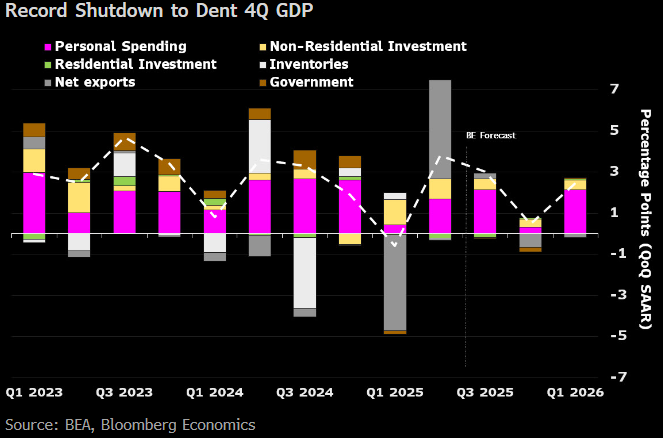 Record Shutdown to Dent 4Q GDP
Personal Spending
Non-Residential Investment
Residential Investment
Inventories
Net exports
Government
7
5
3
1
-1
-3
-5
-7
BE Forecast
Percentage Points (QoQ SAAR)
Q1 2023
Q3 2023
Q1 2024
Q3 2024
Q1 2025
Q3 2025
Q1 2026
Source: BEA, Bloomberg Economics